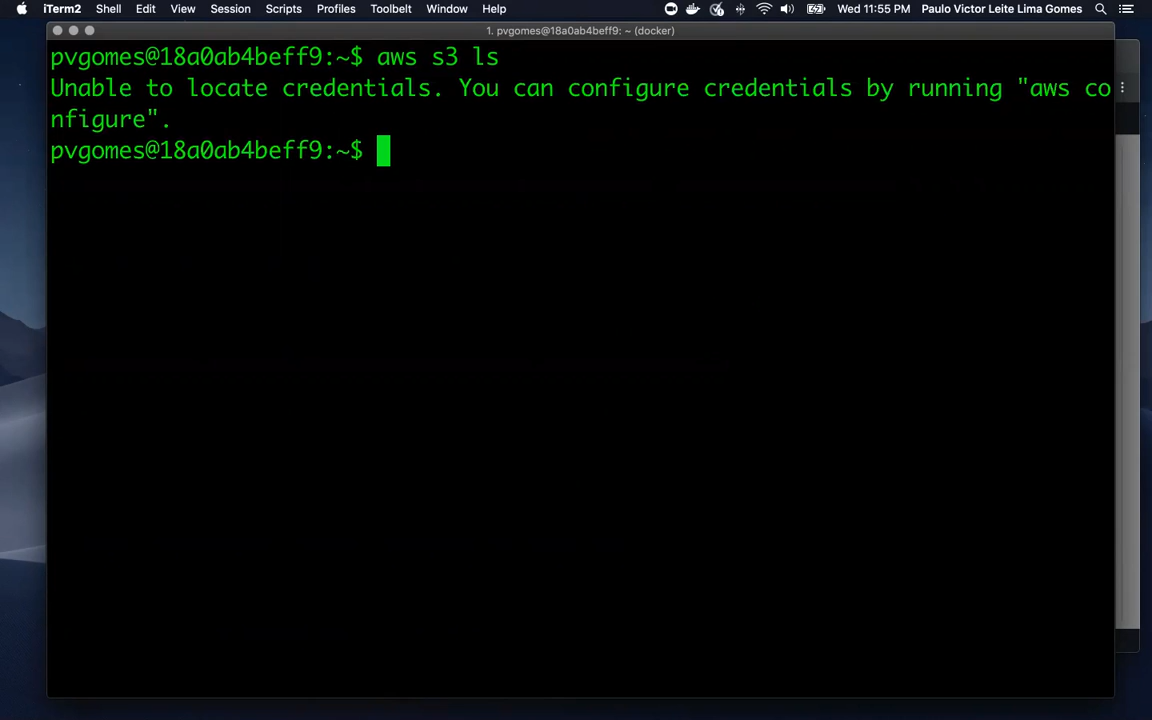 iTerm2 Shell Edit View Session Scripts Profiles Toolbelt Window Help Wed 11:55 PM Paulo Victor Leite Lima Gomes
1. pvgomes@18a0ab4beff9: ~ (docker)
pvgomes@18a0ab4beff9:~$ aws s3 ls
Unable to locate credentials. You can configure credentials by running "aws co
nfigure".
pvgomes@18a0ab4beff9:~$